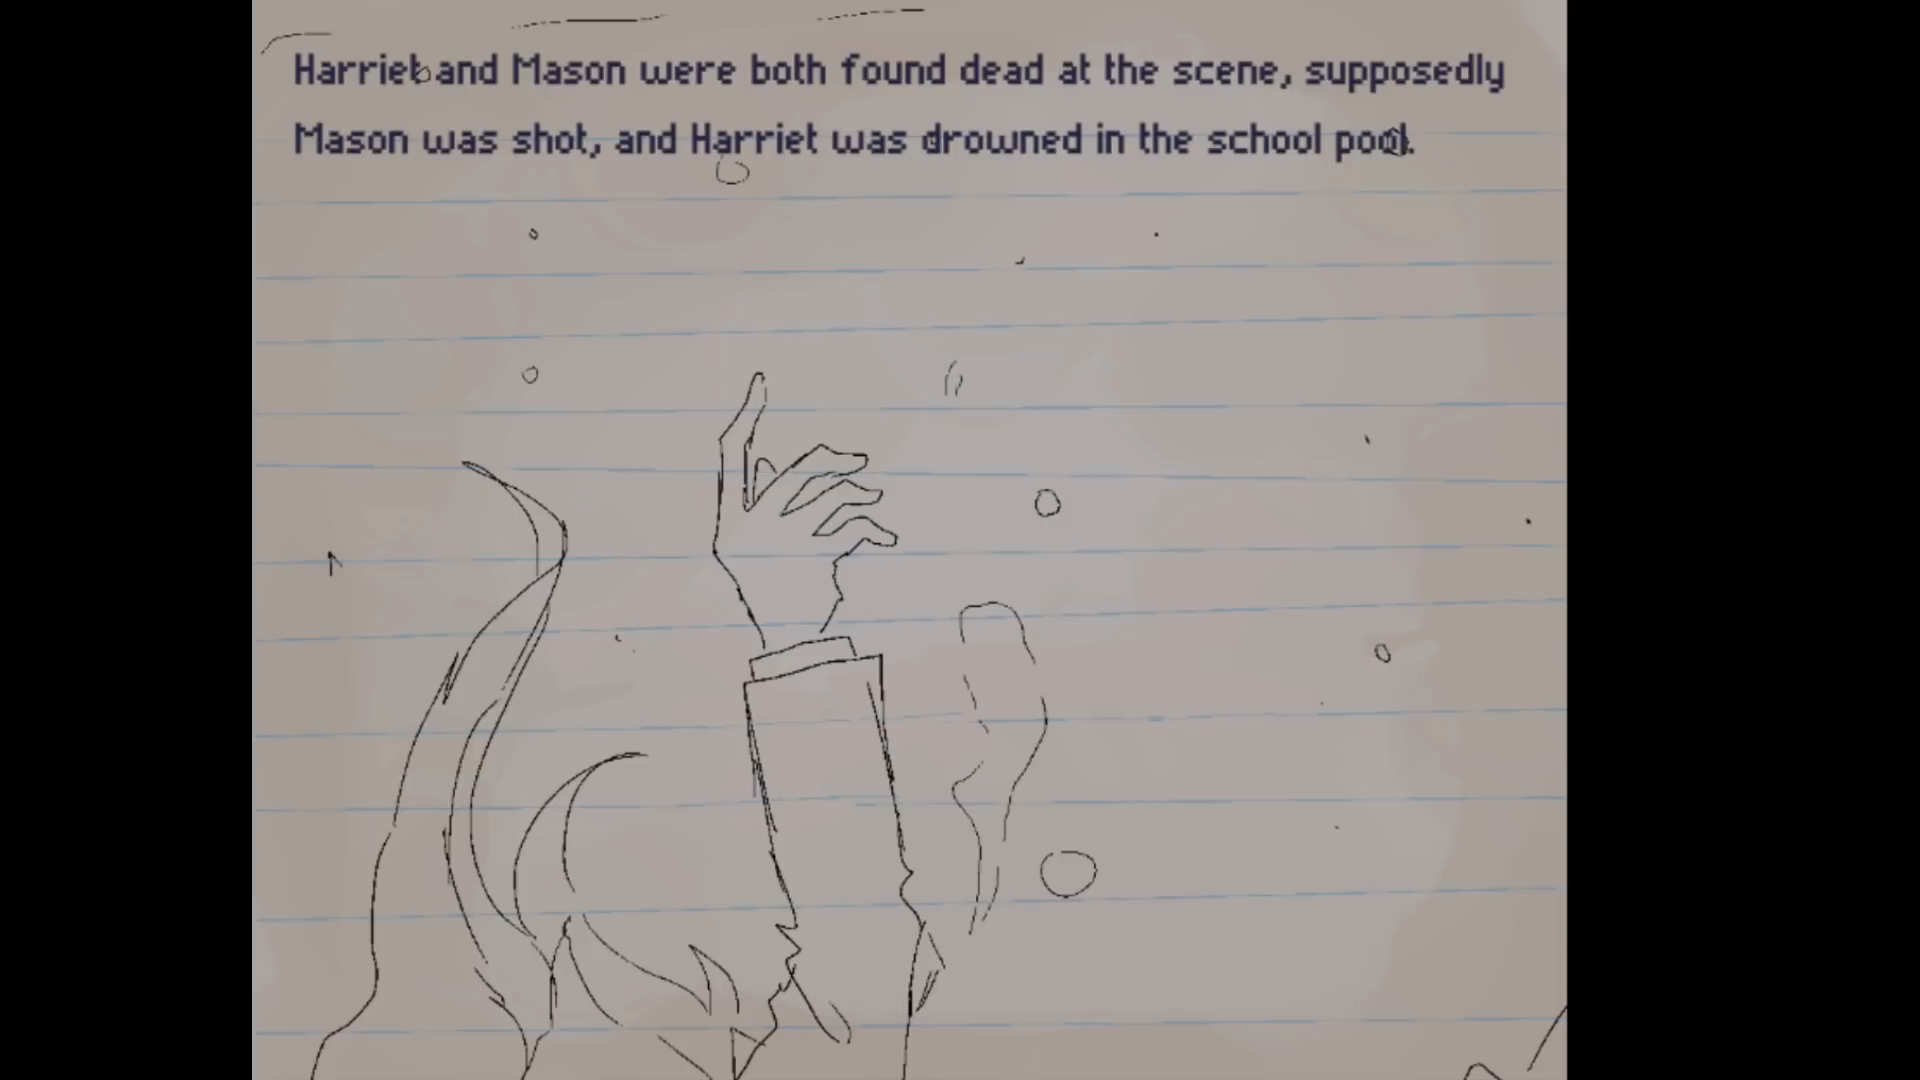 Harriet and Mason were both found dead at the scene, supposedly
Mason was shot, and Harriet was drowned in the school pool.